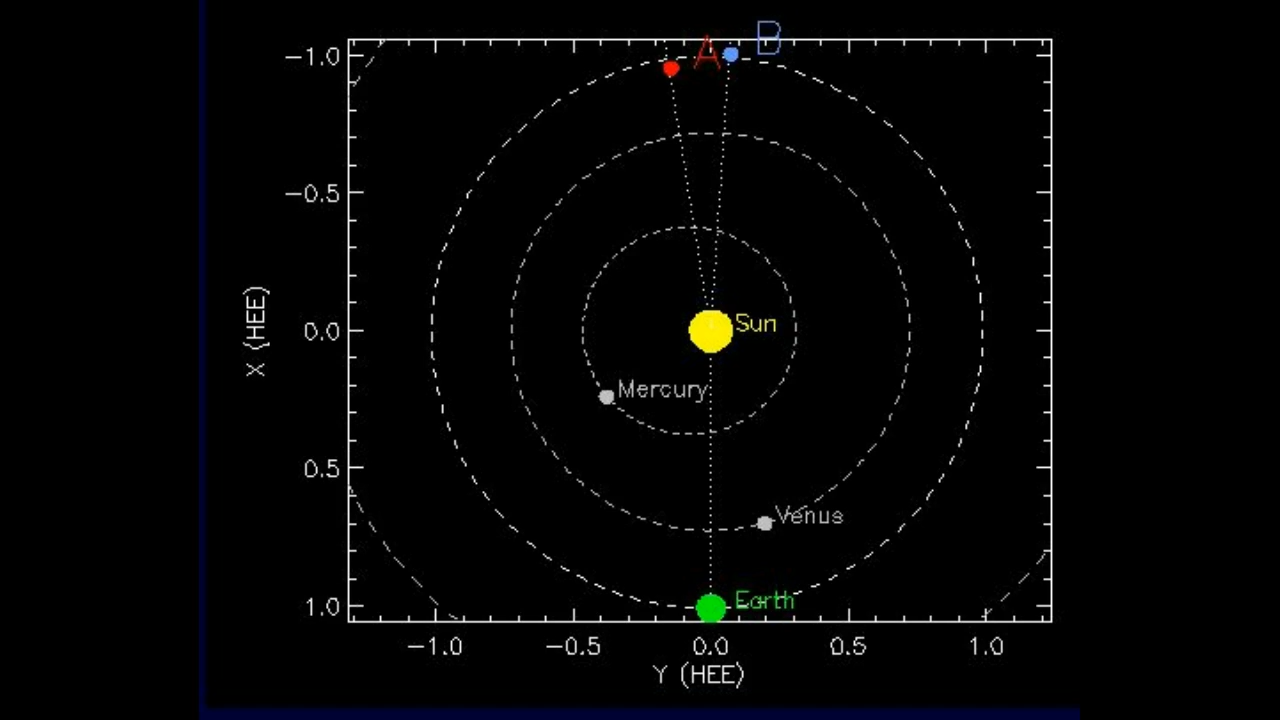 B
A
−1.0
−0.5
X (HEE)
0.0
Sun
Mercury
0.5
Venus
1.0
Earth
−1.0 −0.5 0.0 0.5 1.0
Y (HEE)